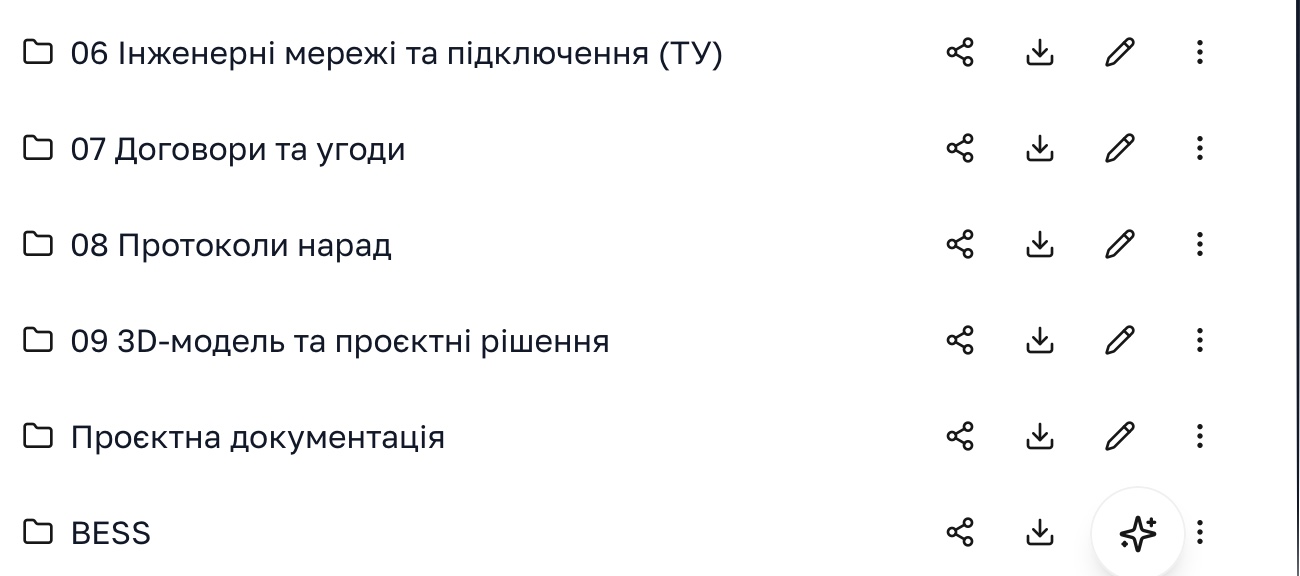 06 Інженерні мережі та підключення (ТУ)
07 Договори та угоди
08 Протоколи нарад
09 3D-модель та проєктні рішення
Проєктна документація
BESS